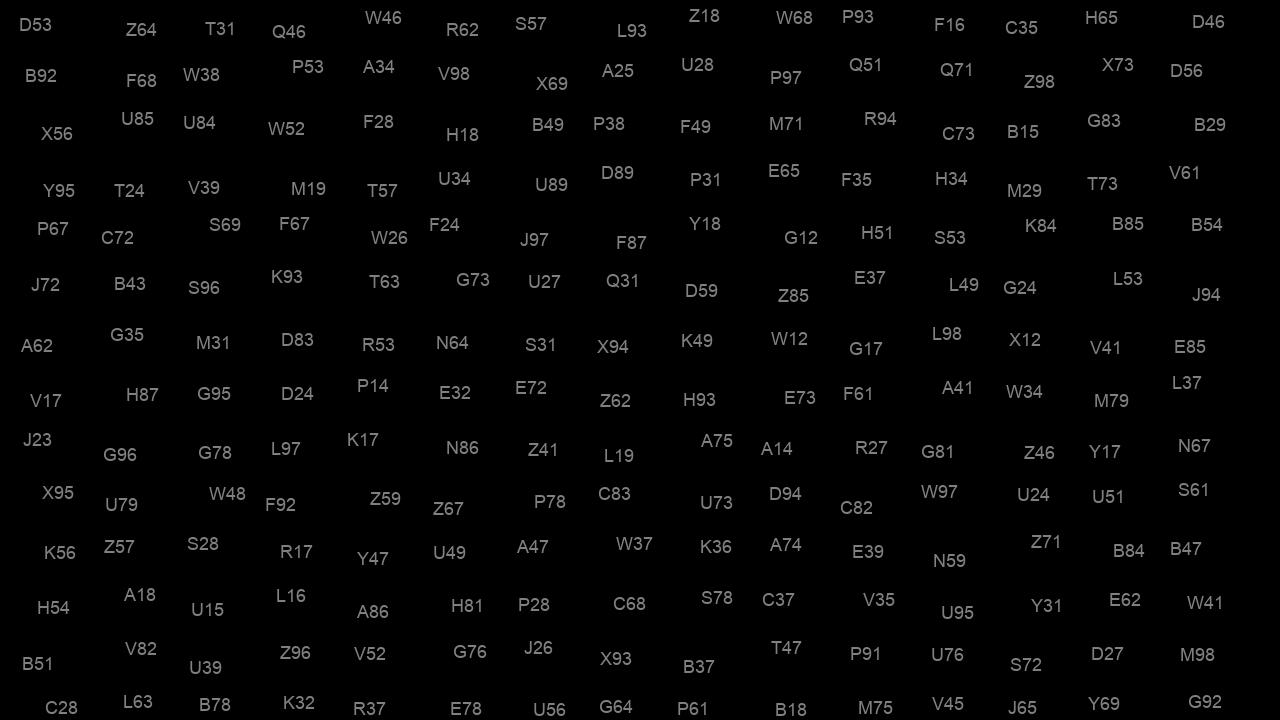 D53 Z64 T31 Q46 W46 R62 S57 L93 Z18 W68 P93 F16 C35 H65 D46
B92 F68 W38 P53 A34 V98 X69 A25 U28 P97 Q51 Q71 Z98 X73 D56
X56 U85 U84 W52 F28 H18 B49 P38 F49 M71 R94 C73 B15 G83 B29
Y95 T24 V39 M19 T57 U34 U89 D89 P31 E65 F35 H34 M29 T73 V61
P67 C72 S69 F67 W26 F24 J97 F87 Y18 G12 H51 S53 K84 B85 B54
J72 B43 S96 K93 T63 G73 U27 Q31 D59 Z85 E37 L49 G24 L53 J94
A62 G35 M31 D83 R53 N64 S31 X94 K49 W12 G17 L98 X12 V41 E85
V17 H87 G95 D24 P14 E32 E72 Z62 H93 E73 F61 A41 W34 M79 L37
J23 G96 G78 L97 K17 N86 Z41 L19 A75 A14 R27 G81 Z46 Y17 N67
X95 U79 W48 F92 Z59 Z67 P78 C83 U73 D94 C82 W97 U24 U51 S61
K56 Z57 S28 R17 Y47 U49 A47 W37 K36 A74 E39 N59 Z71 B84 B47
H54 A18 U15 L16 A86 H81 P28 C68 S78 C37 V35 U95 Y31 E62 W41
B51 V82 U39 Z96 V52 G76 J26 X93 B37 T47 P91 U76 S72 D27 M98
C28 L63 B78 K32 R37 E78 U56 G64 P61 B18 M75 V45 J65 Y69 G92